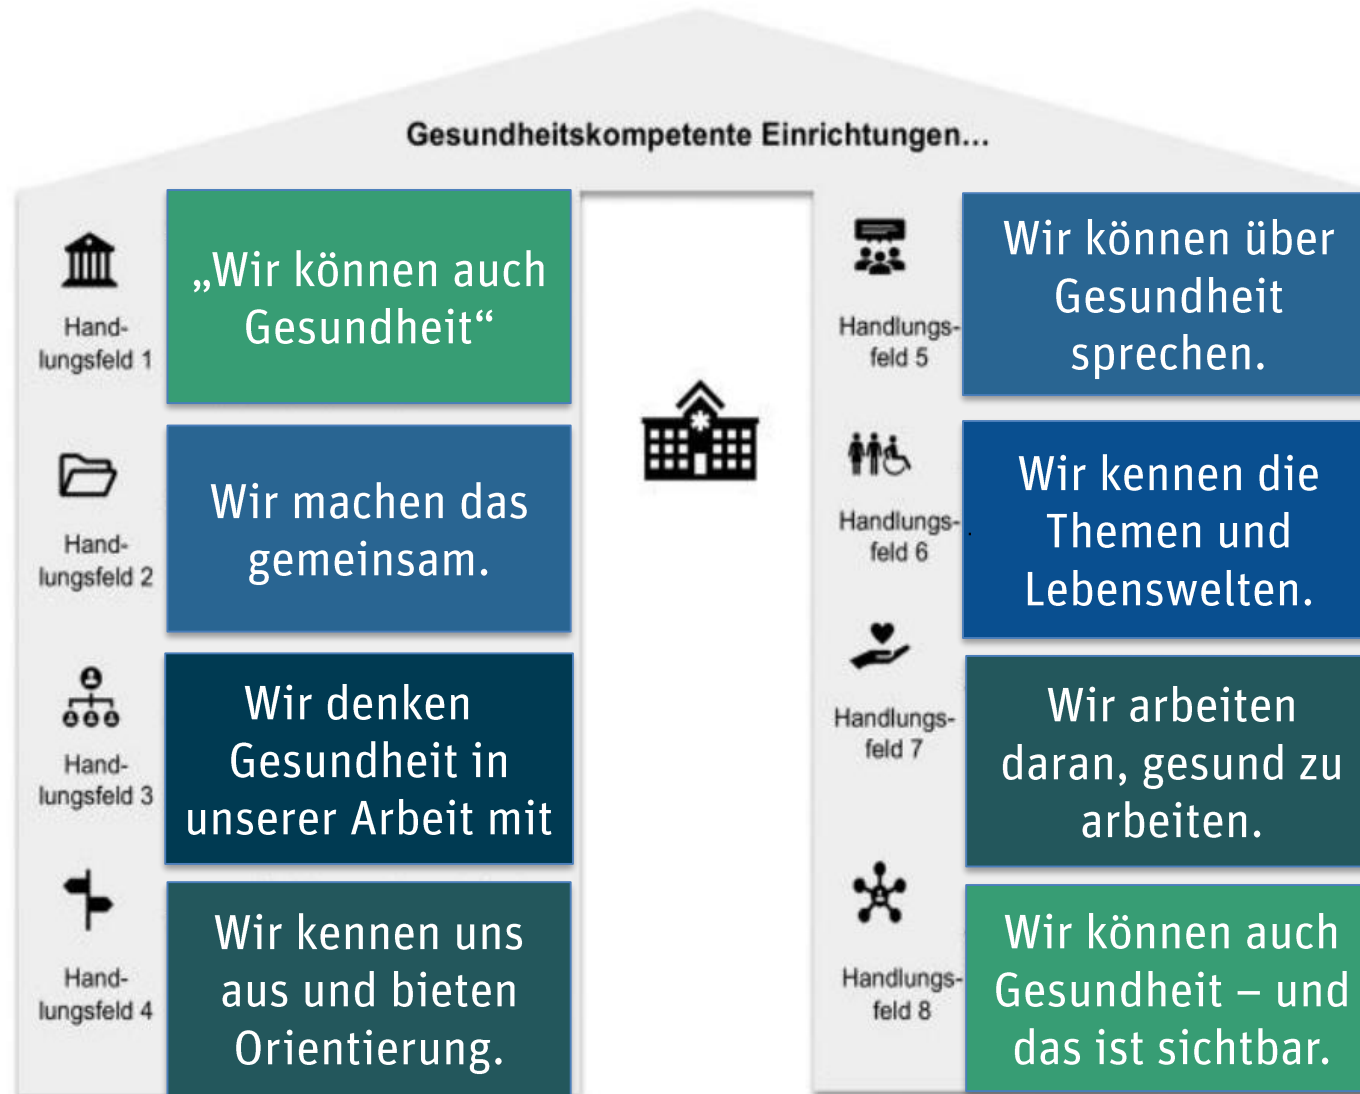 Gesundheitskompetente Einrichtungen...
Hand-
lungsfeld 1
„Wir können auch
Gesundheit“
Hand-
lungsfeld 2
Wir machen das
gemeinsam.
Hand-
lungsfeld 3
Wir denken
Gesundheit in
unserer Arbeit mit
Hand-
lungsfeld 4
Wir kennen uns
aus und bieten
Orientierung.
Handlungs-
feld 5
Wir können über
Gesundheit
sprechen.
Handlungs-
feld 6
Wir kennen die
Themen und
Lebenswelten.
Handlungs-
feld 7
Wir arbeiten
daran, gesund zu
arbeiten.
Handlungs-
feld 8
Wir können auch
Gesundheit – und
das ist sichtbar.